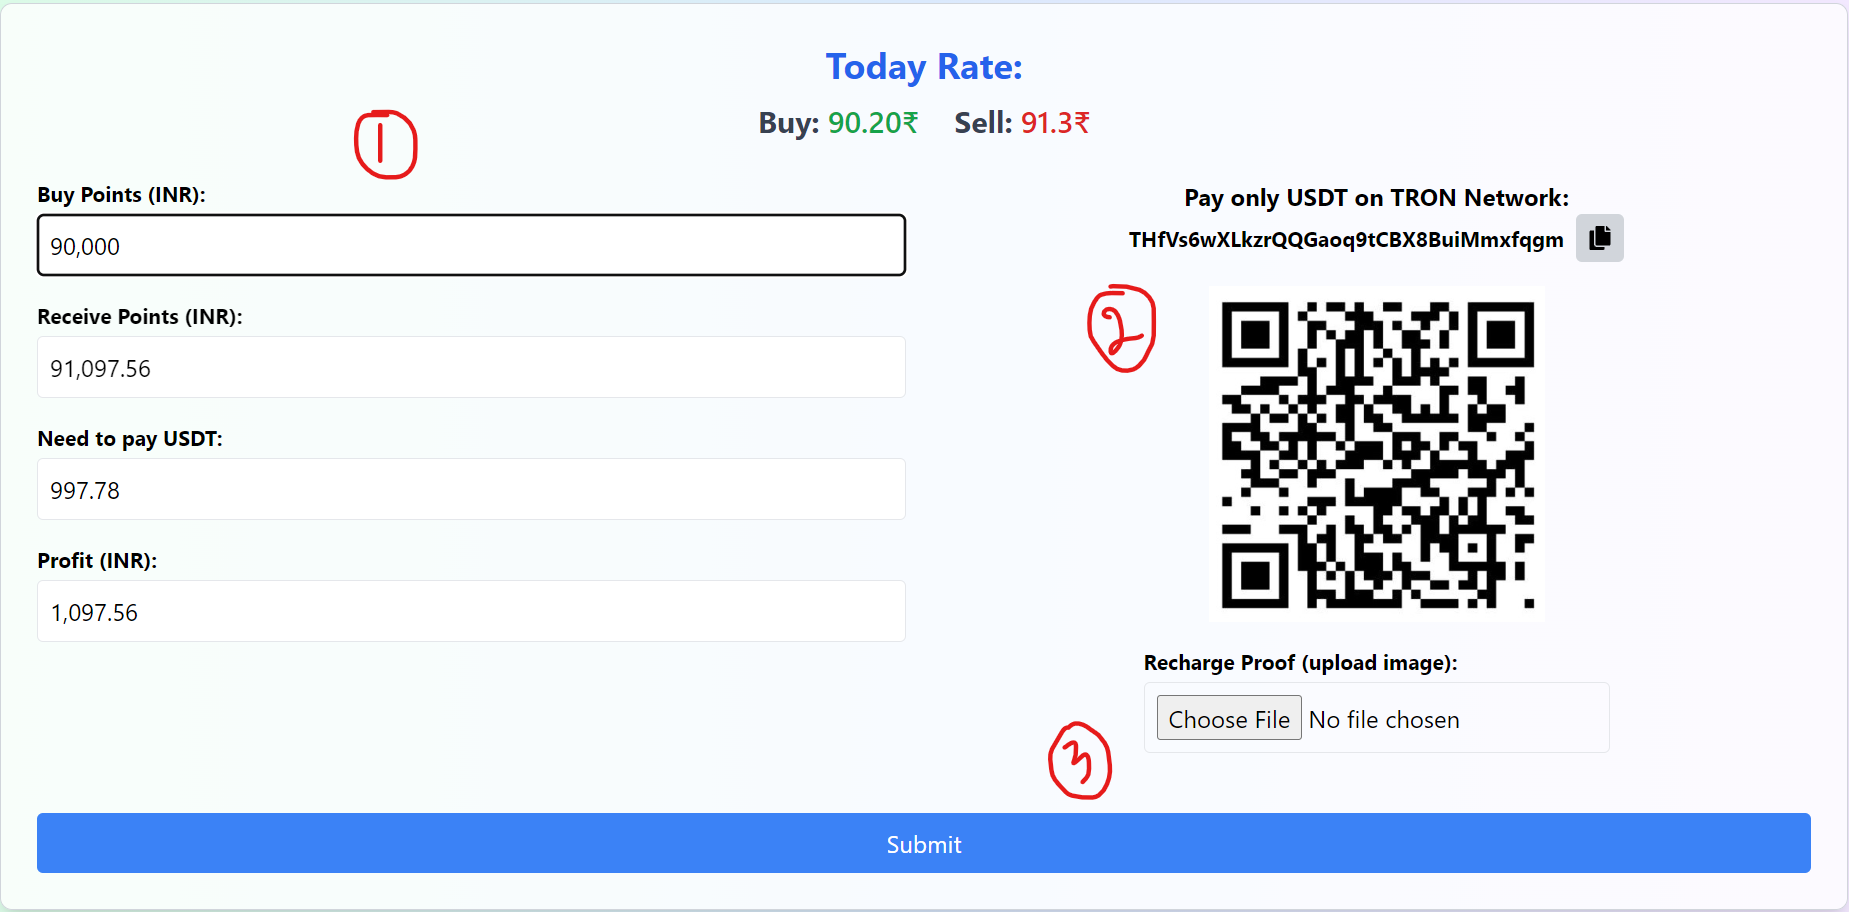 Today Rate:
Buy: 90.20₹ Sell: 91.3₹
1
Buy Points (INR):
90,000
Receive Points (INR):
91,097.56
Need to pay USDT:
997.78
Profit (INR):
1,097.56
Pay only USDT on TRON Network:
THfVs6wXLkzrQQGaoq9tCBX8BuiMmxfqgm
2
Recharge Proof (upload image):
Choose File No file chosen
3
Submit